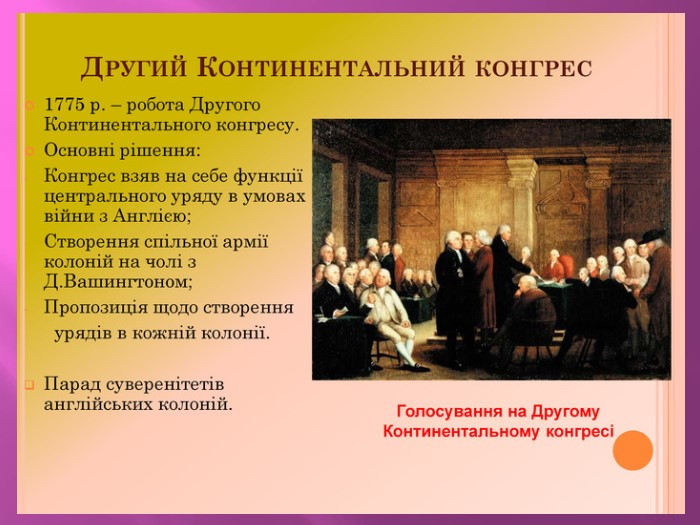 Другий Континентальний конгрес
1775 р. – робота Другого
Континентального конгресу.
Основні рішення:
Конгрес взяв на себе функції
центрального уряду в умовах
війни з Англією;
Створення спільної армії
колоній на чолі з
Д.Вашингтоном;
Пропозиція щодо створення
урядів в кожній колонії.
Парад суверенітетів
англійських колоній.
Голосування на Другому
Континентальному конгресі